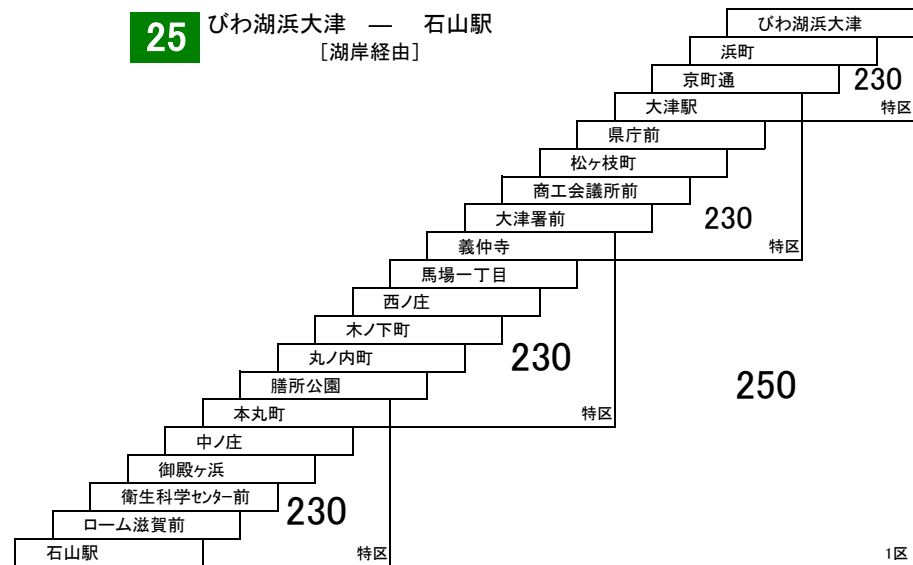 25 びわ湖浜大津 ― 石山駅
[湖岸経由]
びわ湖浜大津
浜町
京町通 230
大津駅 特区
県庁前
松ヶ枝町
商工会議所前
大津署前 230
義仲寺 特区
馬場一丁目
西ノ庄
木ノ下町
丸ノ内町 230
膳所公園 250
本丸町 特区
中ノ庄
御殿ヶ浜
衛生科学センター前 230
ローム滋賀前
石山駅 特区 1区